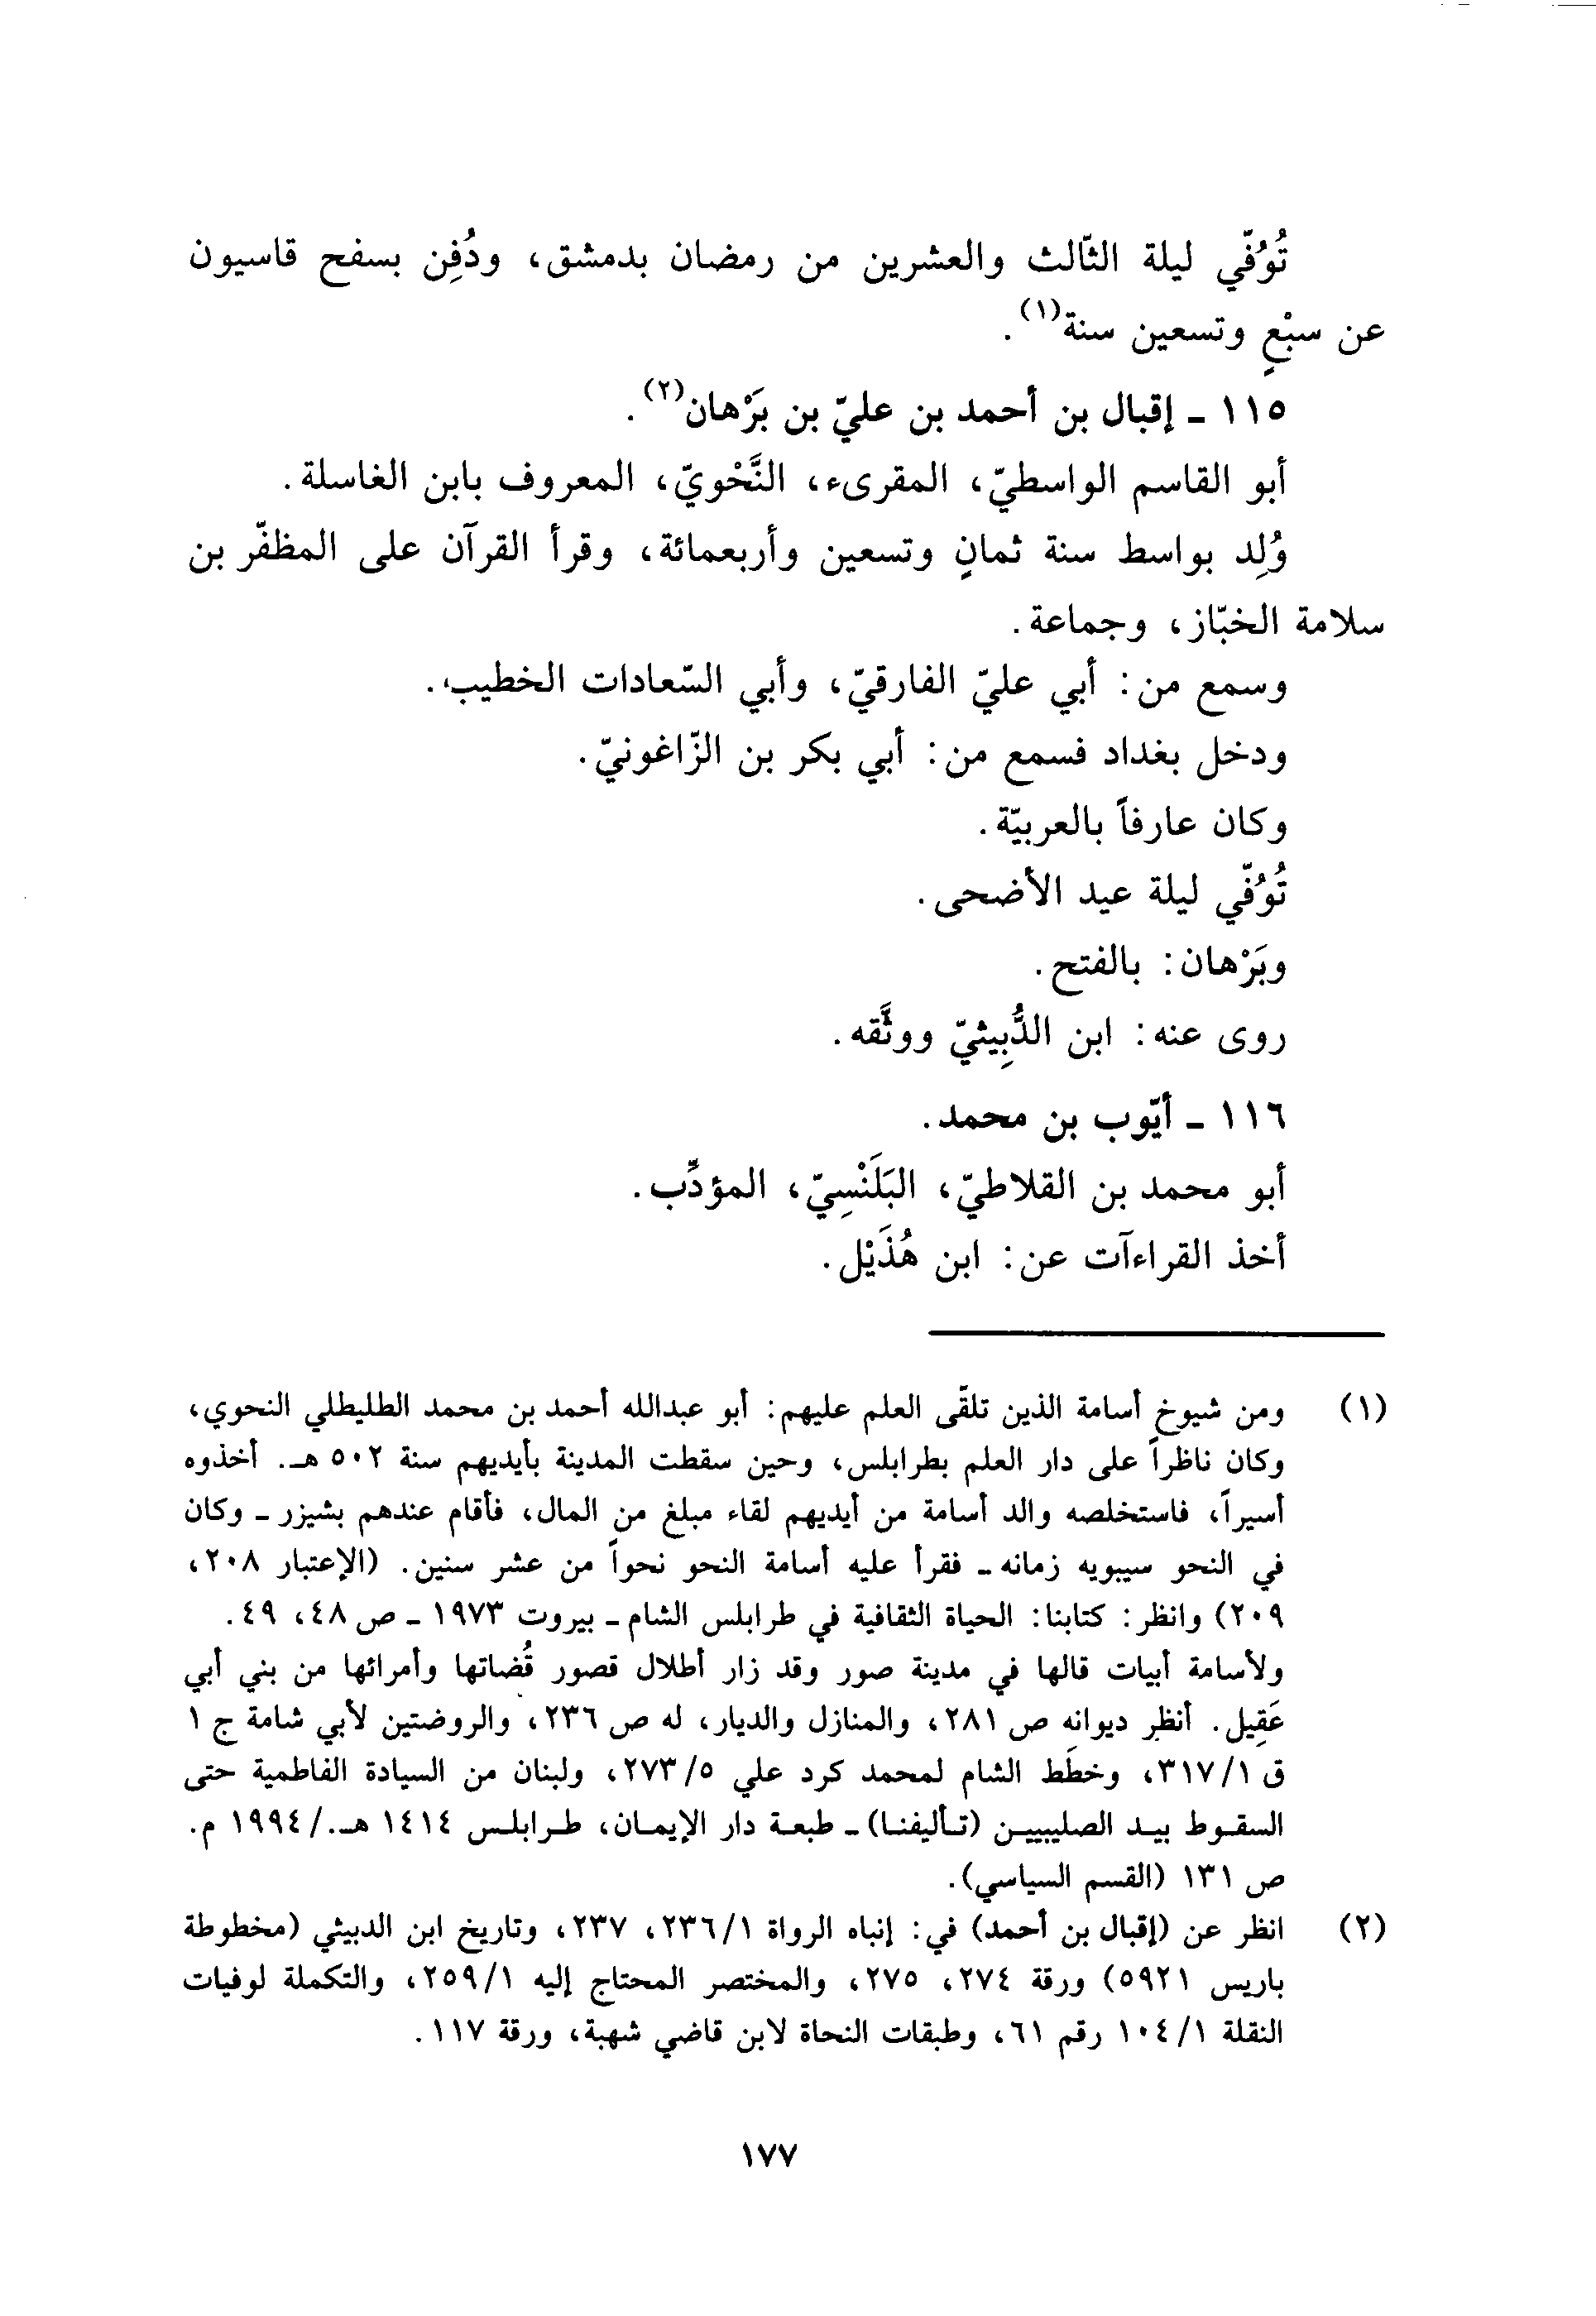 تُوُفّي ليلة الثّالث والعشرين من رمضان بدمشق، ودُفِن بسفح قاسيون
عن سبْعٍ وتسعين سنة(١).
١١٥ ـ إقبال بن أحمد بن عليّ بن بَرْهان(٢).
أبو القاسم الواسطيّ، المقرىء، النَّحْويّ، المعروف بابن الغاسلة.
وُلِد بواسط سنة ثمانٍ وتسعين وأربعمائة، وقرأ القرآن على المظفّر بن
سلامة الخبّاز، وجماعة.
وسمع من: أبي عليّ الفارقيّ، وأبي السّعادات الخطيب،.
ودخل بغداد فسمع من: أبي بكر بن الزّاغونيّ.
وكان عارفاً بالعربيّة.
تُوُفّي ليلة عيد الأضحى.
وبَرْهان: بالفتح.
روى عنه: ابن الدُّبِيثيّ ووثَّقه.
١١٦ ـ أيّوب بن محمد.
أبو محمد بن القلاطيّ، البَلَنْسِيّ، المؤدِّب.
أخذ القراءآت عن: ابن هُذَيْل.
(١) ومن شيوخ أسامة الذين تلقّى العلم عليهم: أبو عبدالله أحمد بن محمد الطليطلي النحوي،
وكان ناظراً على دار العلم بطرابلس، وحين سقطت المدينة بأيديهم سنة ٥٠٢ هـ. أخذوه
أسيراً، فاستخلصه والد أسامة من أيديهم لقاء مبلغ من المال، فأقام عندهم بشيزر ـ وكان
في النحو سيبويه زمانه ـ فقرأ عليه أسامة النحو نحواً من عشر سنين. (الإعتبار ٢٠٨،
٢٠٩) وانظر: كتابنا: الحياة الثقافية في طرابلس الشام ـ بيروت ١٩٧٣ ـ ص ٤٨، ٤٩.
ولأسامة أبيات قالها في مدينة صور وقد زار أطلال قصور قُضاتها وأمرائها من بني أبي
عَقِيل. أنظر ديوانه ص ٢٨١، والمنازل والديار، له ص ٢٣٦، والروضتين لأبي شامة ج ١
ق ١/ ٣١٧، وخطَط الشام لمحمد كرد علي ٥/ ٢٧٣، ولبنان من السيادة الفاطمية حتى
السقوط بيد الصليبيين (تأليفنا) ـ طبعة دار الإيمان، طرابلس ١٤١٤ هـ./ ١٩٩٤ م.
ص ١٣١ (القسم السياسي).
(٢) انظر عن (إقبال بن أحمد) في: إنباه الرواة ١/ ٢٣٦، ٢٣٧، وتاريخ ابن الدبيثي (مخطوطة
باريس ٥٩٢١) ورقة ٢٧٤، ٢٧٥، والمختصر المحتاج إليه ١/ ٢٥٩، والتكملة لوفيات
النقلة ١/ ١٠٤ رقم ٦١، وطبقات النحاة لابن قاضي شهبة، ورقة ١١٧.
١٧٧